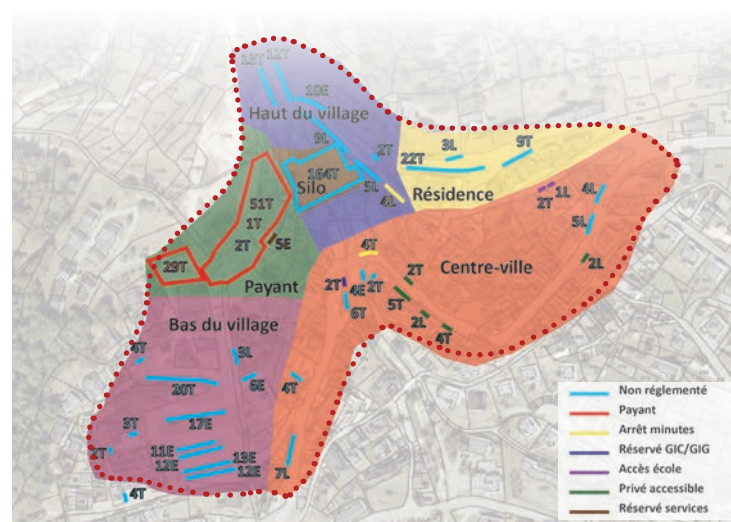 13T 12T
10E
Haut du village
9L
2T
3L
9T
22T
164T
Silo
5L
4L
Résidence
1L
2T
4L
5L
51T
1T
2T
5E
4T
Centre-ville
2T
2L
29T
Payant
2T
4E
2T
6T
5T
2L
4T
Bas du village
4T
3L
20T
6E
4T
3T
17E
11E
12E
13E
12E
7L
4T
Non réglementé
Payant
Arrêt minutes
Réservé GIC/GIG
Accès école
Privé accessible
Réservé services